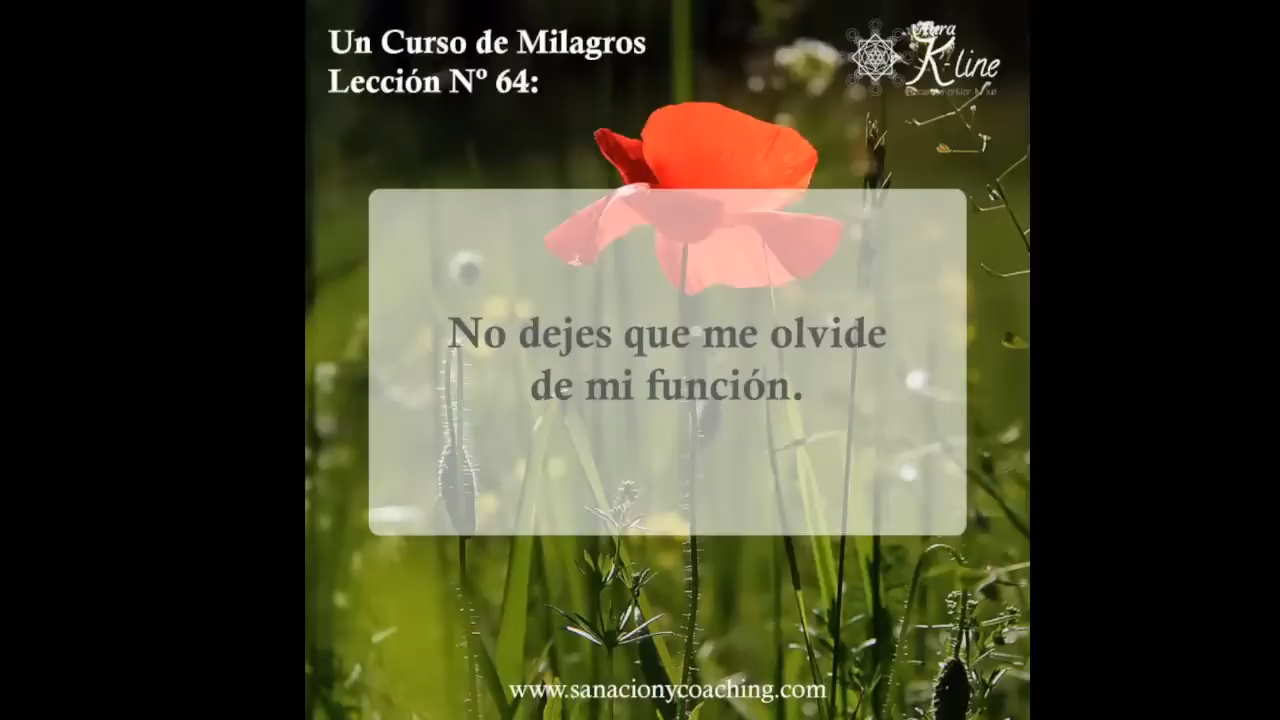 Un Curso de Milagros
Lección Nº 64:
Aura
K-line
No dejes que me olvide
de mi función.
www.sanacionycoaching.com